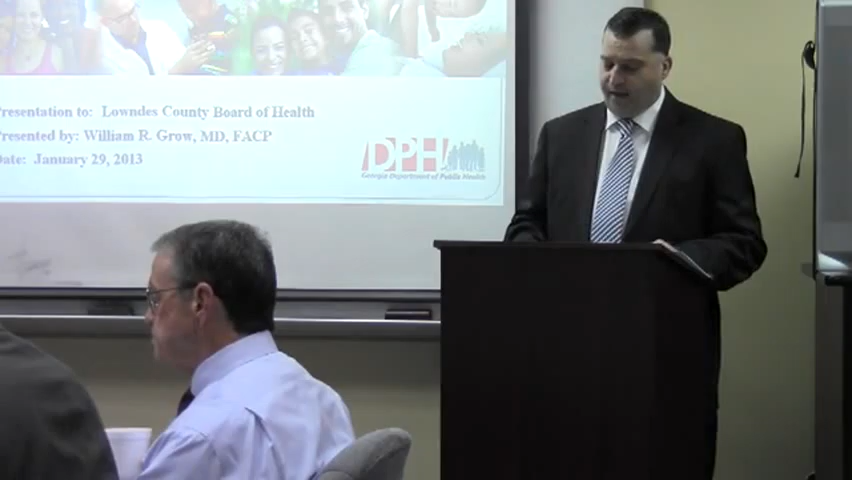 Presentation to: Lowndes County Board of Health
Presented by: William R. Grow, MD, FACP
Date: January 29, 2013
DPH
Georgia Department of Public Health